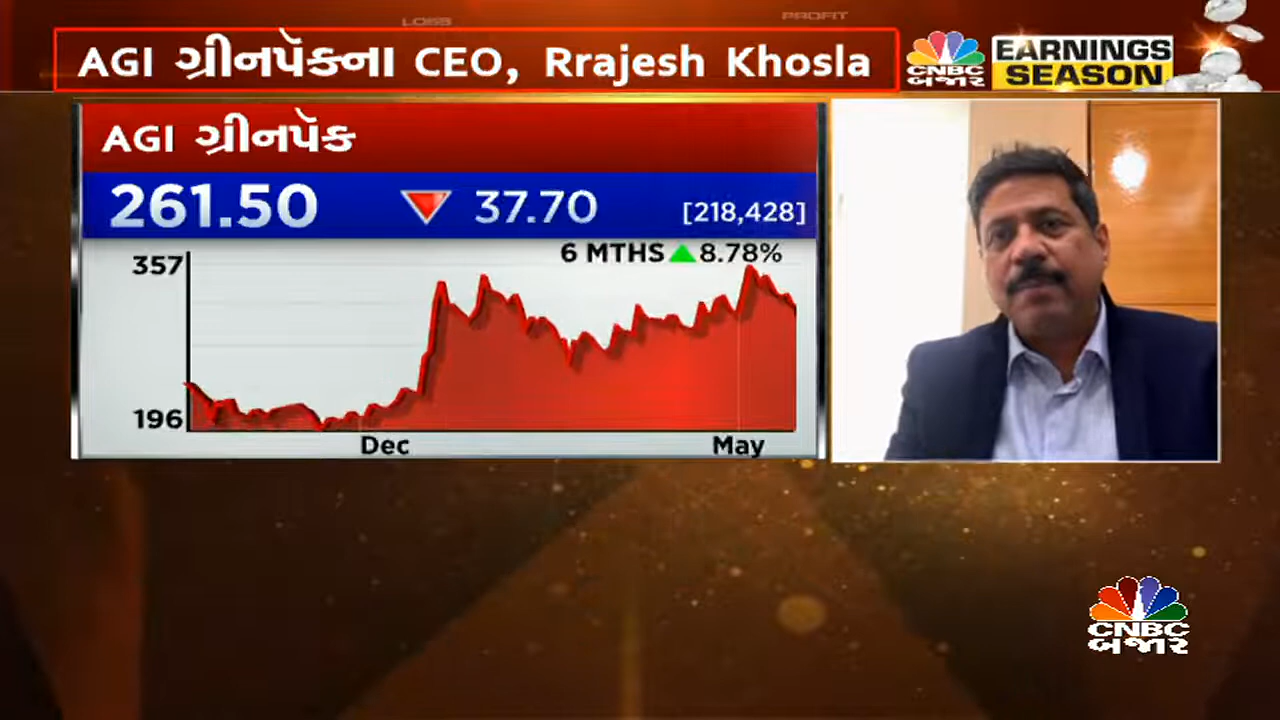 LOSS
PROFIT
AGI ગ્રીનપૅકના CEO, Rrajesh Khosla
CNBC
બજાર
EARNINGS
SEASON
AGI ગ્રીનપૅક
261.50 37.70 [218,428]
6 MTHS 8.78%
357
196
Dec May
CNBC
બજાર